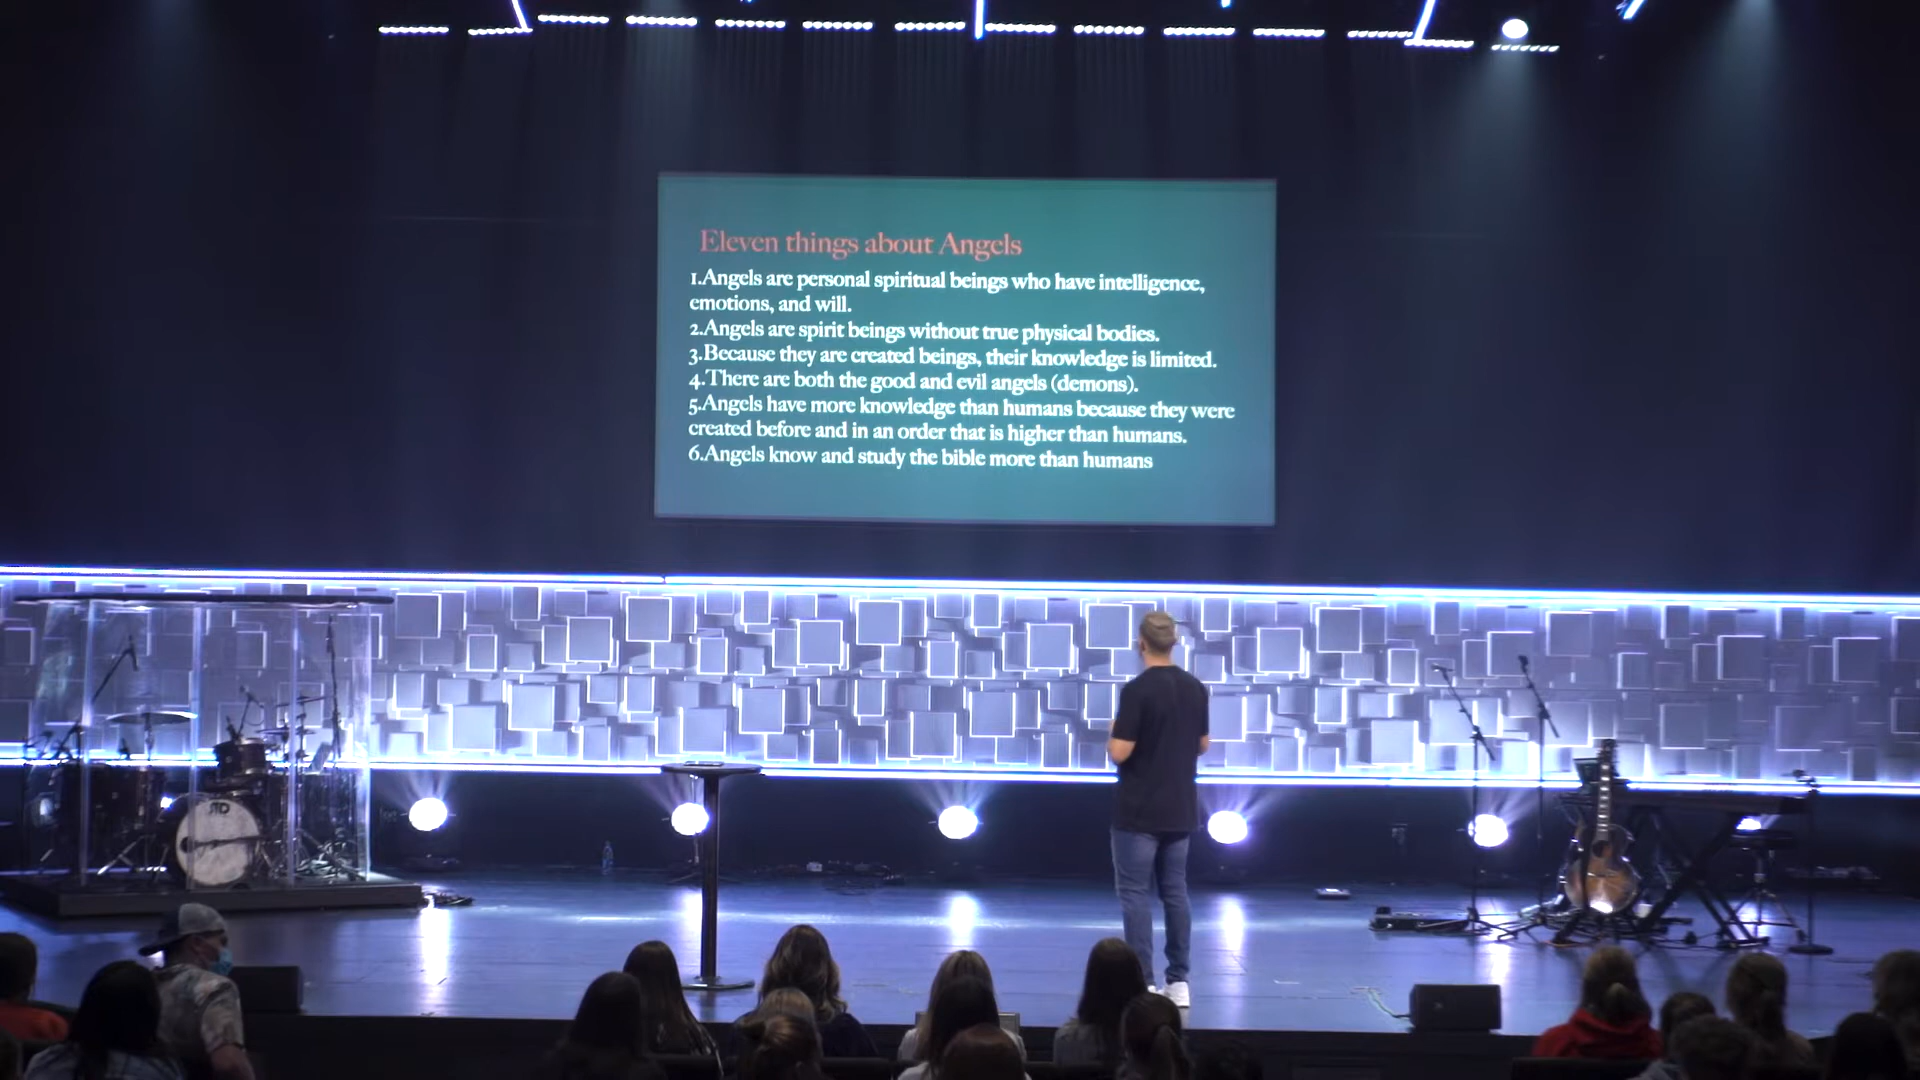 Eleven things about Angels
1.Angels are personal spiritual beings who have intelligence,
emotions, and will.
2.Angels are spirit beings without true physical bodies.
3.Because they are created beings, their knowledge is limited.
4.There are both the good and evil angels (demons).
5.Angels have more knowledge than humans because they were
created before and in an order that is higher than humans.
6.Angels know and study the bible more than humans